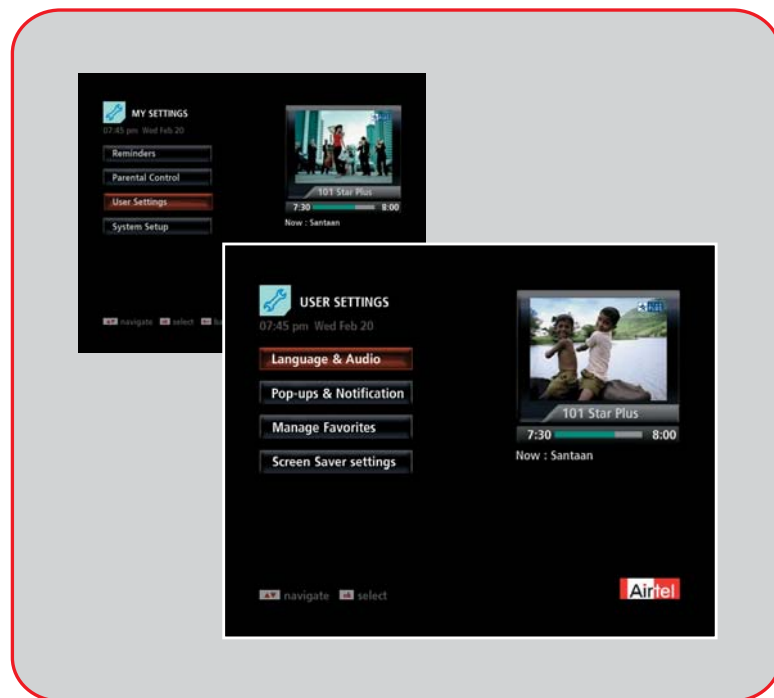 MY SETTINGS
07:45 pm Wed Feb 20
Reminders
Parental Control
User Settings
System Setup
101 Star Plus
7:30 8:00
Now : Santaan
navigate ok select
USER SETTINGS
07:45 pm Wed Feb 20
Language & Audio
Pop-ups & Notification
Manage Favorites
Screen Saver settings
101 Star Plus
7:30 8:00
Now : Santaan
navigate ok select
Airtel